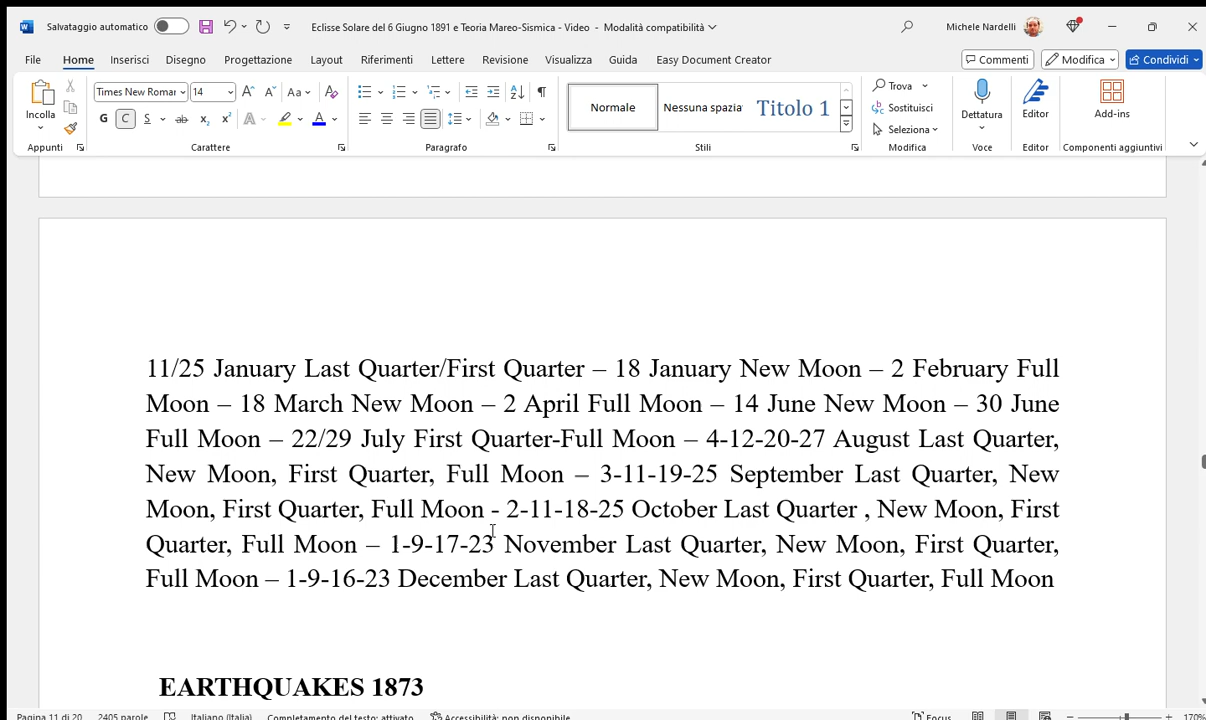 Salvataggio automatico
Eclisse Solare del 6 Giugno 1891 e Teoria Mareo-Sismica - Video - Modalità compatibilità
Michele Nardelli
File Home Inserisci Disegno Progettazione Layout Riferimenti Lettere Revisione Visualizza Guida Easy Document Creator
Commenti Modifica Condividi
Incolla
Appunti
Times New Roman 14
Aa
G C S ab x₂ x² A A
Carattere
Paragrafo
Normale Nessuna spazia Titolo 1
Stili
Trova
Sostituisci
Seleziona
Modifica
Dettatura
Voce
Editor
Editor
Add-ins
Componenti aggiuntivi
11/25 January Last Quarter/First Quarter – 18 January New Moon – 2 February Full
Moon – 18 March New Moon – 2 April Full Moon – 14 June New Moon – 30 June
Full Moon – 22/29 July First Quarter-Full Moon – 4-12-20-27 August Last Quarter,
New Moon, First Quarter, Full Moon – 3-11-19-25 September Last Quarter, New
Moon, First Quarter, Full Moon - 2-11-18-25 October Last Quarter , New Moon, First
Quarter, Full Moon – 1-9-17-23 November Last Quarter, New Moon, First Quarter,
Full Moon – 1-9-16-23 December Last Quarter, New Moon, First Quarter, Full Moon
EARTHQUAKES 1873
Pagina 11 di 20 2405 parole Italiano (Italia) Completamento del testo: attivato Accessibilità: non disponibile Focus 170%